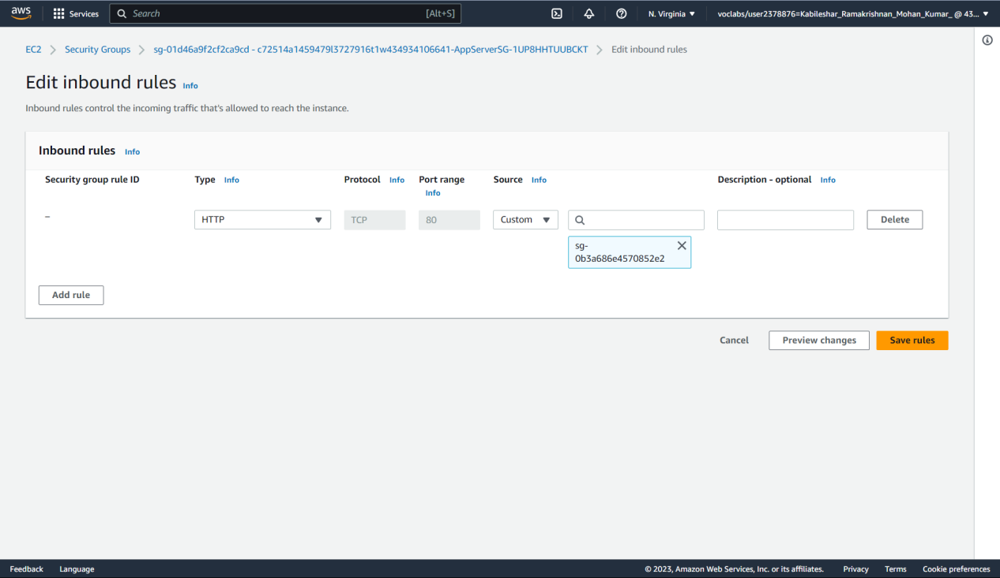 aws
Services
Search
[Alt+S]
N. Virginia
voclabs/user2378876=Kabileshar_Ramakrishnan_Mohan_Kumar_ @ 43...
EC2
Security Groups
sg-01d46a9f2cf2ca9cd - c72514a1459479l3727916t1w434934106641-AppServerSG-1UP8HHTUUBCKT
Edit inbound rules
Edit inbound rules Info
Inbound rules control the incoming traffic that's allowed to reach the instance.
Inbound rules Info
Security group rule ID
Type Info
Protocol Info
Port range
Info
Source Info
Description - optional Info
–
HTTP
TCP
80
Custom
sg-
0b3a686e4570852e2
Delete
Add rule
Cancel
Preview changes
Save rules
Feedback
Language
© 2023, Amazon Web Services, Inc. or its affiliates.
Privacy
Terms
Cookie preferences